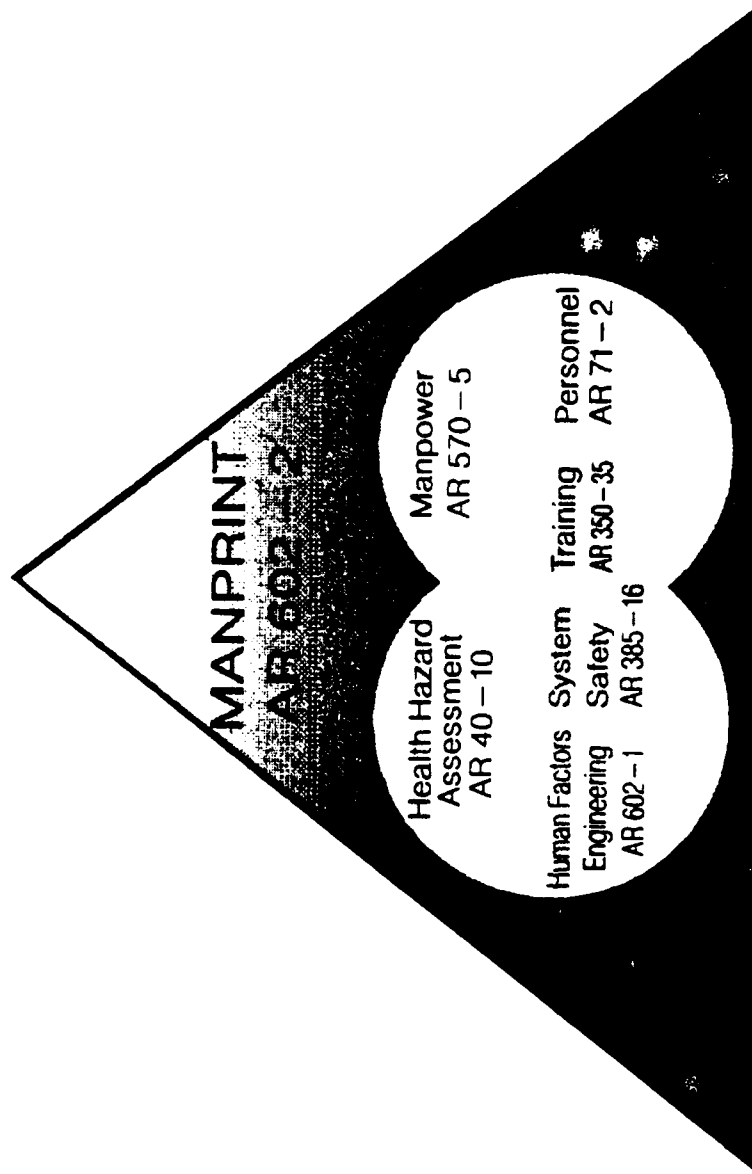 MANPRINT
AR 602 – 2
Health Hazard
Assessment
AR 40 – 10
Manpower
AR 570 – 5
Human Factors
Engineering
AR 602 – 1
System
Safety
AR 385 – 16
Training
AR 350 – 35
Personnel
AR 71 – 2